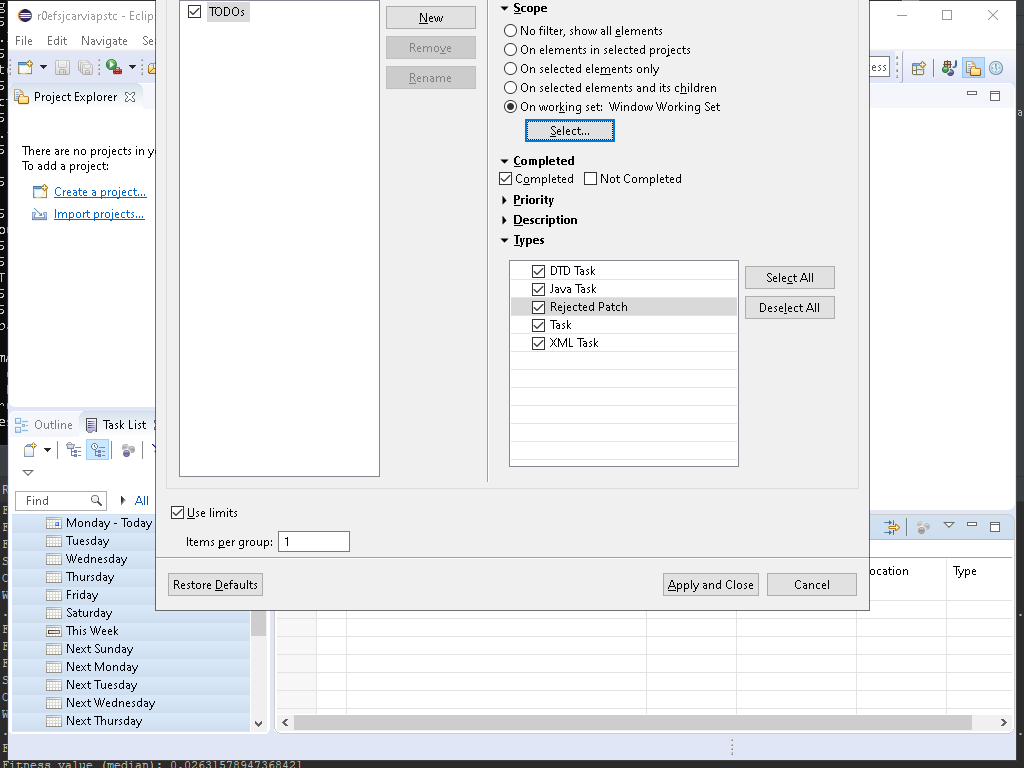 r0efsjcarviapstc - Eclip
File Edit Navigate Se
Project Explorer
There are no projects in y
To add a project:
Create a project...
Import projects...
Outline
Task List
Find
All
Monday - Today
Tuesday
Wednesday
Thursday
Friday
Saturday
This Week
Next Sunday
Next Monday
Next Tuesday
Next Wednesday
Next Thursday
TODOs
New
Remove
Rename
Scope
No filter, show all elements
On elements in selected projects
On selected elements only
On selected elements and its children
On working set: Window Working Set
Select...
Completed
Completed Not Completed
Priority
Description
Types
DTD Task
Java Task
Rejected Patch
Task
XML Task
Select All
Deselect All
Use limits
Items per group: 1
Restore Defaults
Apply and Close
Cancel
ess
ocation
Type
Fitness value (median): 0.02631578947368421